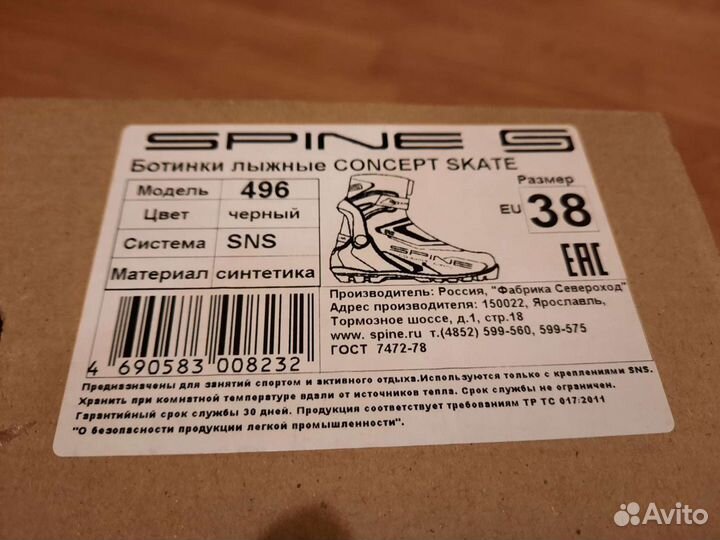 SPINE S
Ботинки лыжные CONCEPT SKATE
Модель 496
Размер
Цвет черный
EU 38
Система SNS
SPINE
EAC
Материал синтетика
Производитель: Россия, "Фабрика Североход"
Адрес производителя: 150022, Ярославль,
Тормозное шоссе, д.1, стр.18
www. spine.ru т.(4852) 599-560, 599-575
ГОСТ 7472-78
4 690583 008232
Предназначены для занятий спортом и активного отдыха.Используются только с креплениями SNS.
Хранить при комнатной температуре вдали от источников тепла. Срок службы не ограничен.
Гарантийный срок службы 30 дней. Продукция соответствует требованиям ТР ТС 017/2011
"О безопасности продукции легкой промышленности".
Avito